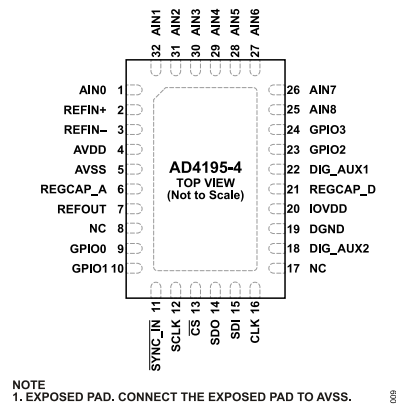 AIN1
AIN2
AIN3
AIN4
AIN5
AIN6
32
31
30
29
28
27
AIN0 1
REFIN+ 2
REFIN– 3
AVDD 4
AVSS 5
REGCAP_A 6
REFOUT 7
NC 8
GPIO0 9
GPIO1 10
AD4195-4
TOP VIEW
(Not to Scale)
26 AIN7
25 AIN8
24 GPIO3
23 GPIO2
22 DIG_AUX1
21 REGCAP_D
20 IOVDD
19 DGND
18 DIG_AUX2
17 NC
SYNC_IN 11
SCLK 12
CS 13
SDO 14
SDI 15
CLK 16
NOTE
1. EXPOSED PAD. CONNECT THE EXPOSED PAD TO AVSS.
009